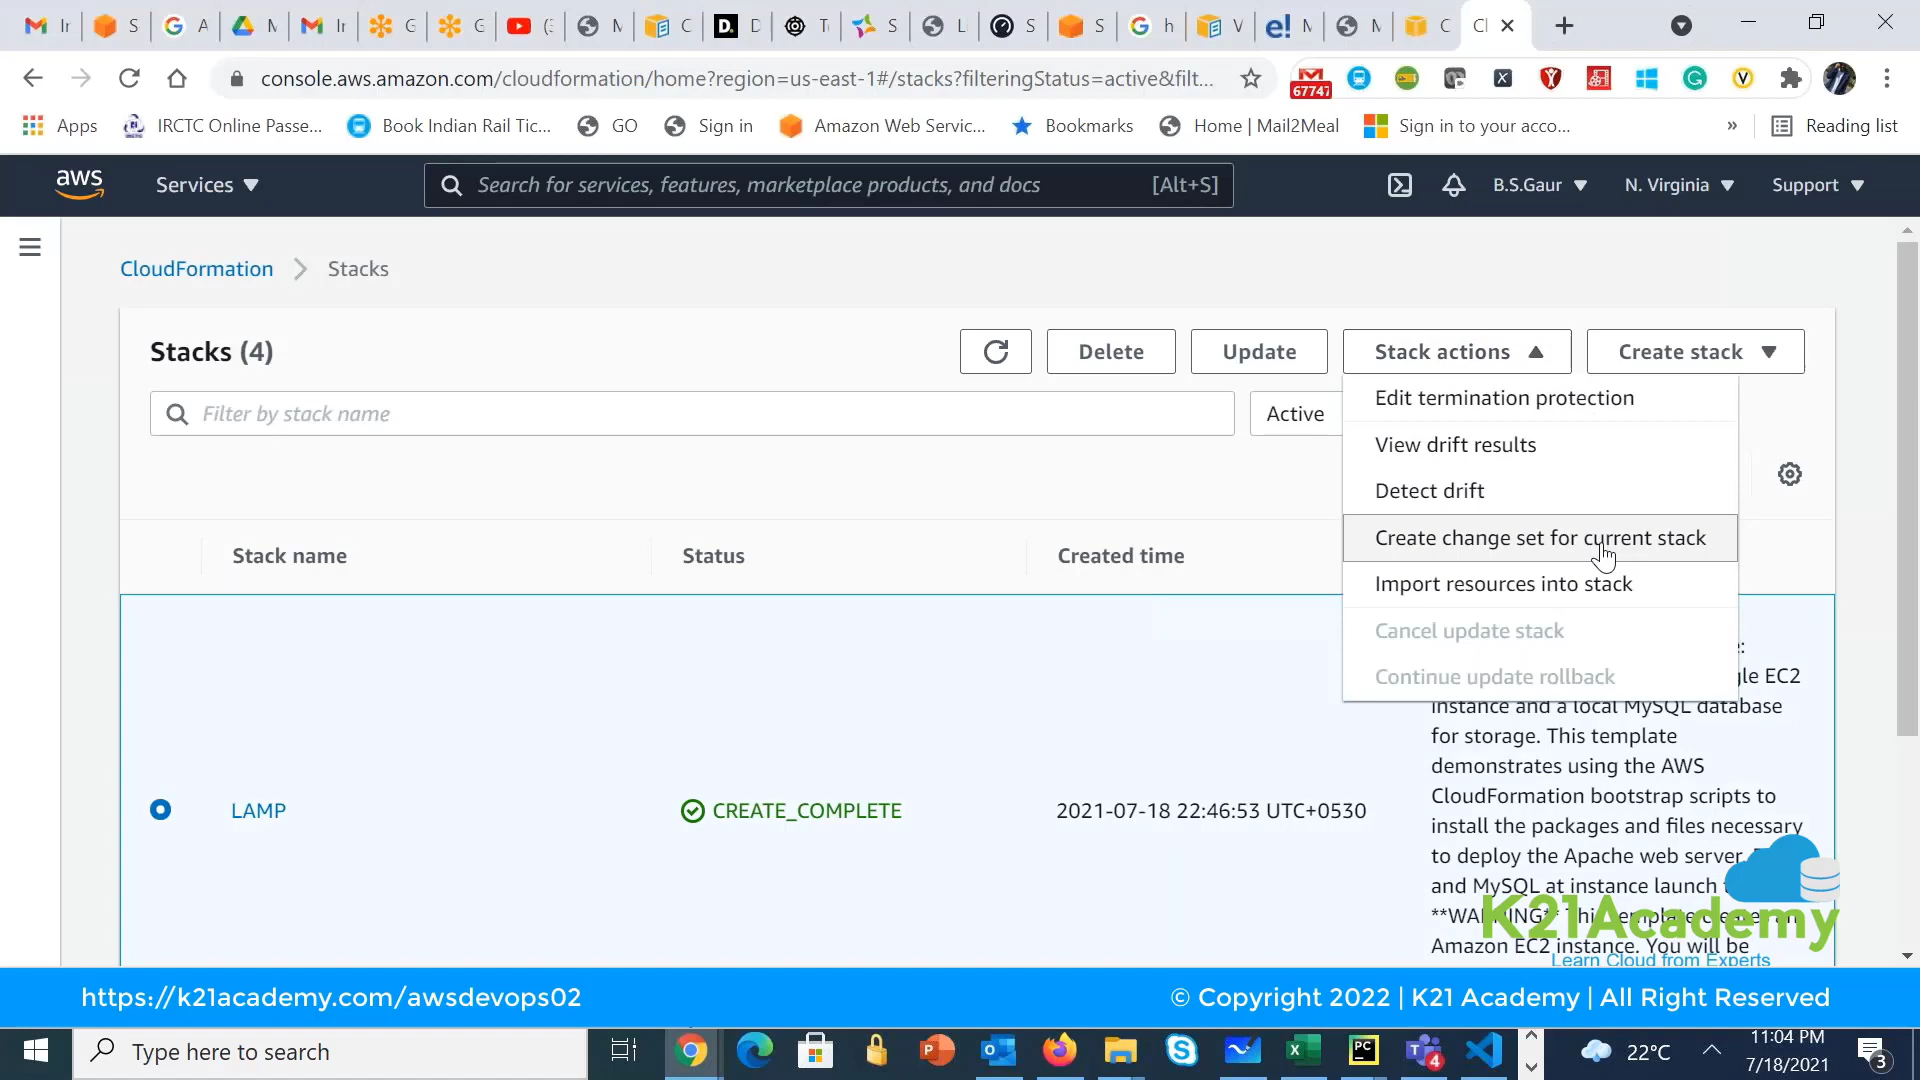 Ir
S
A
M
Ir
G
G
(:
M
C
D
T
S
L
S
S
h
V
e! M
M
C
Cl
console.aws.amazon.com/cloudformation/home?region=us-east-1#/stacks?filteringStatus=active&filt...
67747
Apps
IRCTC Online Passe...
Book Indian Rail Tic...
GO
Sign in
Amazon Web Servic...
Bookmarks
Home | Mail2Meal
Sign in to your acco...
»
Reading list
aws
Services
Search for services, features, marketplace products, and docs
[Alt+S]
B.S.Gaur
N. Virginia
Support
CloudFormation
Stacks
Stacks (4)
Delete
Update
Stack actions
Create stack
Filter by stack name
Active
Edit termination protection
View drift results
Detect drift
Create change set for current stack
Import resources into stack
Cancel update stack
Continue update rollback
Stack name
Status
Created time
LAMP
CREATE_COMPLETE
2021-07-18 22:46:53 UTC+0530
gle EC2
instance and a local MySQL database
for storage. This template
demonstrates using the AWS
CloudFormation bootstrap scripts to
install the packages and files necessary
to deploy the Apache web server,
and MySQL at instance launch
Amazon EC2 instance. You will be
K21Academy
Learn Cloud from Experts
https://k21academy.com/awsdevops02
© Copyright 2022 | K21 Academy | All Right Reserved
Type here to search
4
22°C
11:04 PM
7/18/2021
3